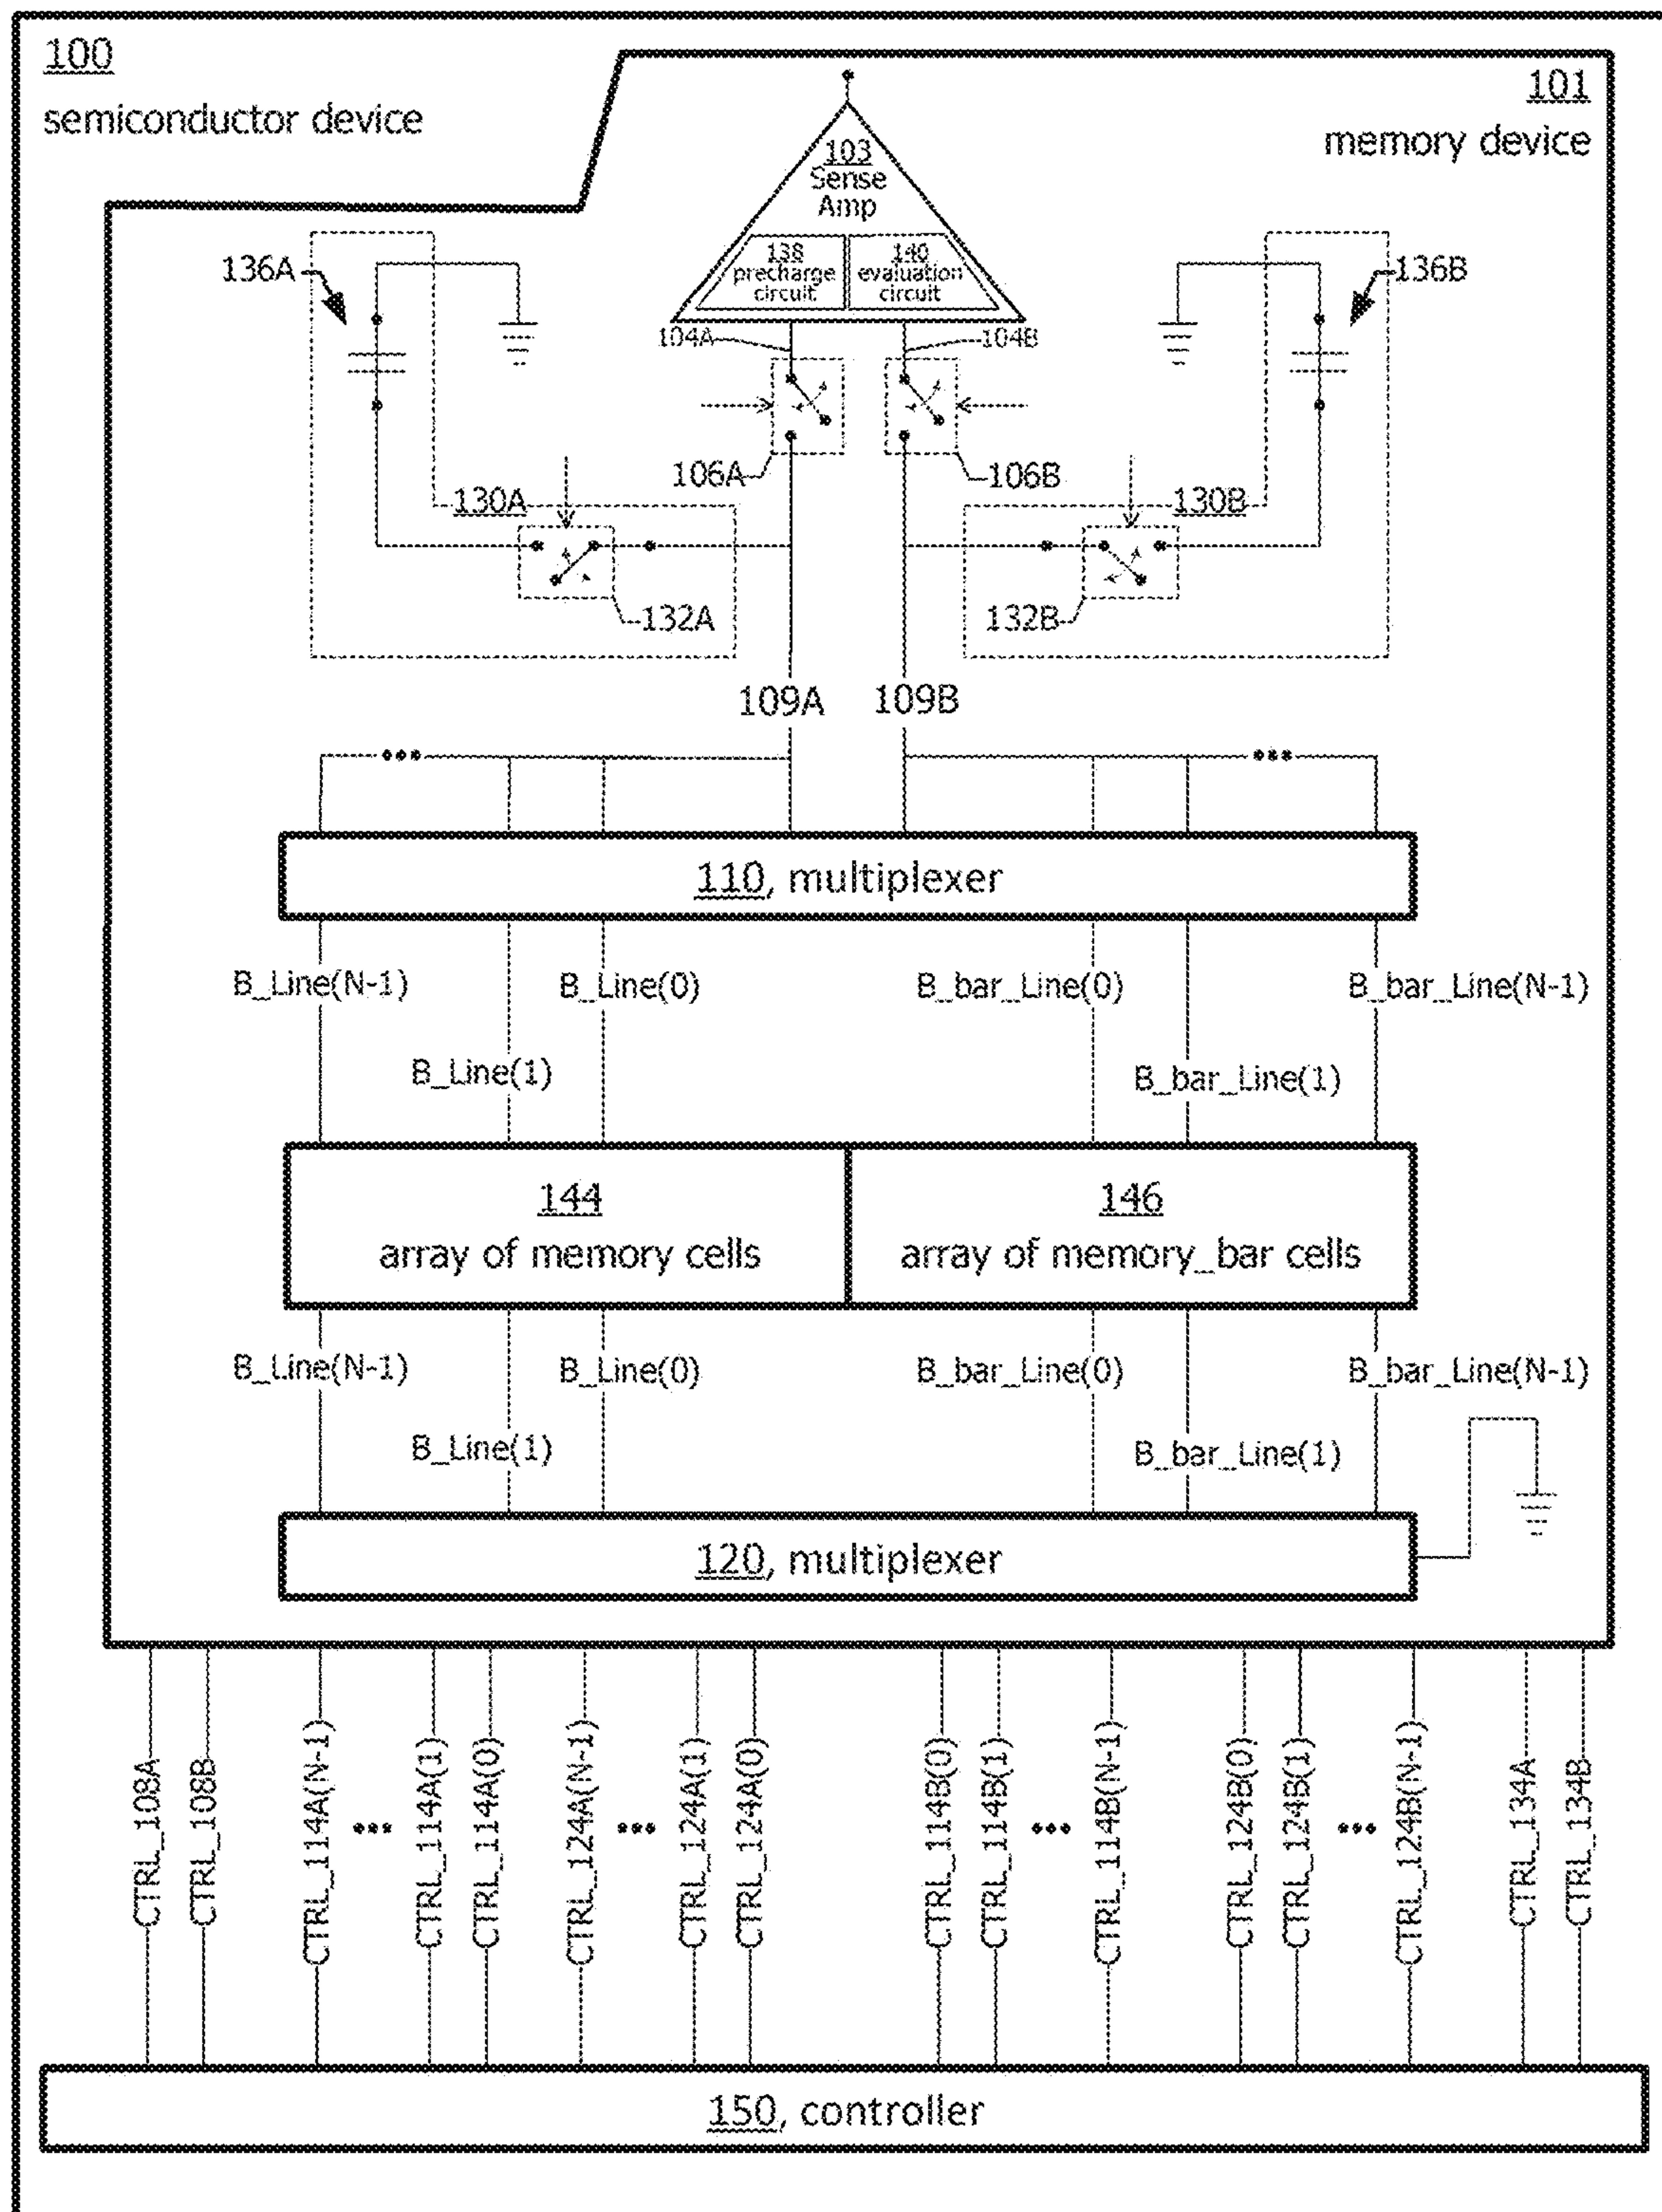 100
semiconductor device
101
memory device
103
Sense
Amp
138
precharge
circuit
140
evaluation
circuit
136A
136B
104A
104B
106A
106B
130A
130B
132A
132B
109A
109B
110, multiplexer
B_Line(N-1)
B_Line(0)
B_bar_Line(0)
B_bar_Line(N-1)
B_Line(1)
B_bar_Line(1)
144
array of memory cells
146
array of memory_bar cells
B_Line(N-1)
B_Line(0)
B_bar_Line(0)
B_bar_Line(N-1)
B_Line(1)
B_bar_Line(1)
120, multiplexer
CTRL_108A
CTRL_108B
CTRL_114A(N-1)
•••
CTRL_114A(1)
CTRL_114A(0)
CTRL_124A(N-1)
•••
CTRL_124A(1)
CTRL_124A(0)
CTRL_114B(0)
CTRL_114B(1)
•••
CTRL_114B(N-1)
CTRL_124B(0)
CTRL_124B(1)
•••
CTRL_124B(N-1)
CTRL_134A
CTRL_134B
150, controller